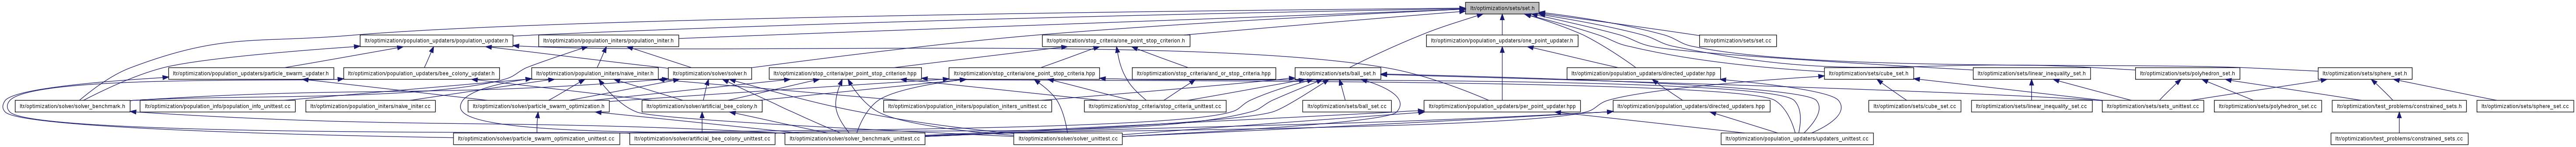 ltr/optimization/sets/set.h
ltr/optimization/population_updaters/population_updater.h
ltr/optimization/population_initers/population_initer.h
ltr/optimization/stop_criteria/one_point_stop_criterion.h
ltr/optimization/population_updaters/one_point_updater.h
ltr/optimization/sets/set.cc
ltr/optimization/population_updaters/particle_swarm_updater.h
ltr/optimization/population_updaters/bee_colony_updater.h
ltr/optimization/population_initers/naive_initer.h
ltr/optimization/solver/solver.h
ltr/optimization/stop_criteria/per_point_stop_criterion.hpp
ltr/optimization/stop_criteria/one_point_stop_criteria.hpp
ltr/optimization/stop_criteria/and_or_stop_criteria.hpp
ltr/optimization/sets/ball_set.h
ltr/optimization/population_updaters/directed_updater.hpp
ltr/optimization/sets/cube_set.h
ltr/optimization/sets/linear_inequality_set.h
ltr/optimization/sets/polyhedron_set.h
ltr/optimization/sets/sphere_set.h
ltr/optimization/solver/solver_benchmark.h
ltr/optimization/population_info/population_info_unittest.cc
ltr/optimization/population_initers/naive_initer.cc
ltr/optimization/solver/particle_swarm_optimization.h
ltr/optimization/solver/artificial_bee_colony.h
ltr/optimization/population_initers/population_initers_unittest.cc
ltr/optimization/stop_criteria/stop_criteria_unittest.cc
ltr/optimization/sets/ball_set.cc
ltr/optimization/population_updaters/per_point_updater.hpp
ltr/optimization/population_updaters/directed_updaters.hpp
ltr/optimization/sets/cube_set.cc
ltr/optimization/sets/linear_inequality_set.cc
ltr/optimization/sets/sets_unittest.cc
ltr/optimization/sets/polyhedron_set.cc
ltr/optimization/test_problems/constrained_sets.h
ltr/optimization/sets/sphere_set.cc
ltr/optimization/solver/particle_swarm_optimization_unittest.cc
ltr/optimization/solver/artificial_bee_colony_unittest.cc
ltr/optimization/solver/solver_benchmark_unittest.cc
ltr/optimization/solver/solver_unittest.cc
ltr/optimization/population_updaters/updaters_unittest.cc
ltr/optimization/test_problems/constrained_sets.cc